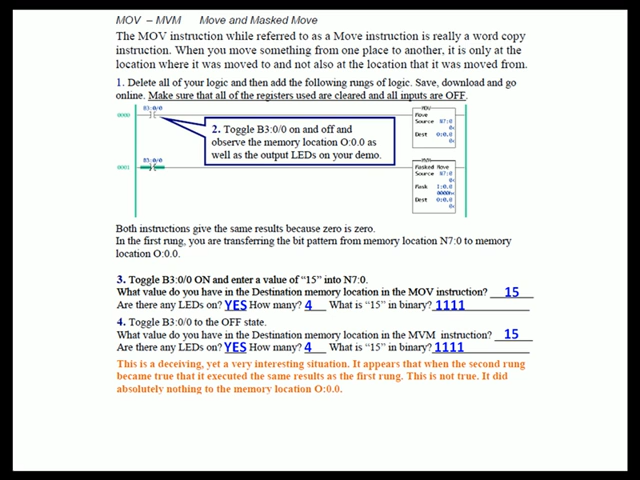 MOV – MVM Move and Masked Move
The MOV instruction while referred to as a Move instruction is really a word copy
instruction. When you move something from one place to another, it is only at the
location where it was moved to and not also at the location that it was moved from.
1. Delete all of your logic and then add the following rungs of logic. Save, download and go
online. Make sure that all of the registers used are cleared and all inputs are OFF.
B3:0/0
0000
2. Toggle B3:0/0 on and off and
observe the memory location O:0.0 as
well as the output LEDs on your demo.
MOV
Move
Source N7:0
0<
Dest O:0.0
0<
B3:0/0
0001
MVM
Masked Move
Source N7:0
0<
Mask I:0.0
0000h<
Dest O:0.0
0<
Both instructions give the same results because zero is zero.
In the first rung, you are transferring the bit pattern from memory location N7:0 to memory
location O:0.0.
3. Toggle B3:0/0 ON and enter a value of “15” into N7:0.
What value do you have in the Destination memory location in the MOV instruction? 15
Are there any LEDs on? YES How many? 4 What is “15” in binary? 1111
4. Toggle B3:0/0 to the OFF state.
What value do you have in the Destination memory location in the MVM instruction? 15
Are there any LEDs on? YES How many? 4 What is “15” in binary? 1111
This is a deceiving, yet a very interesting situation. It appears that when the second rung
became true that it executed the same results as the first rung. This is not true. It did
absolutely nothing to the memory location O:0.0.